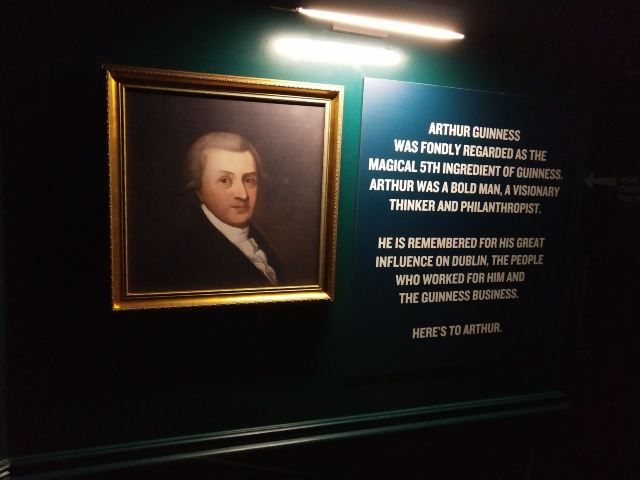 ARTHUR GUINNESS
WAS FONDLY REGARDED AS THE
MAGICAL 5TH INGREDIENT OF GUINNESS.
ARTHUR WAS A BOLD MAN, A VISIONARY
THINKER AND PHILANTHROPIST.
HE IS REMEMBERED FOR HIS GREAT
INFLUENCE ON DUBLIN, THE PEOPLE
WHO WORKED FOR HIM AND
THE GUINNESS BUSINESS.
HERE'S TO ARTHUR.